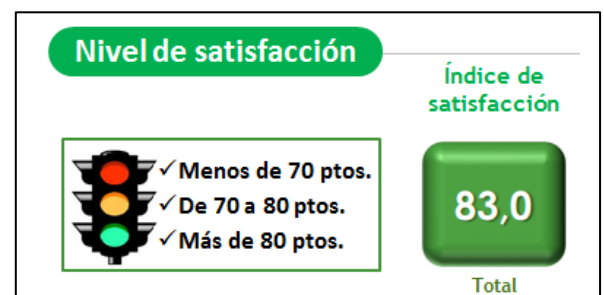 Nivel de satisfacción
Índice de
satisfacción
✓Menos de 70 ptos.
✓De 70 a 80 ptos.
✓Más de 80 ptos.
83,0
Total